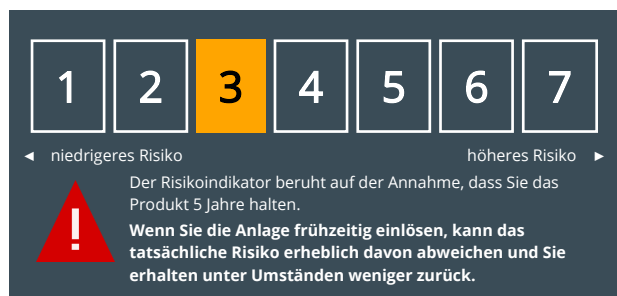 1 2 3 4 5 6 7
◄ niedrigeres Risiko höheres Risiko ►
Der Risikoindikator beruht auf der Annahme, dass Sie das
Produkt 5 Jahre halten.
!
Wenn Sie die Anlage frühzeitig einlösen, kann das
tatsächliche Risiko erheblich davon abweichen und Sie
erhalten unter Umständen weniger zurück.